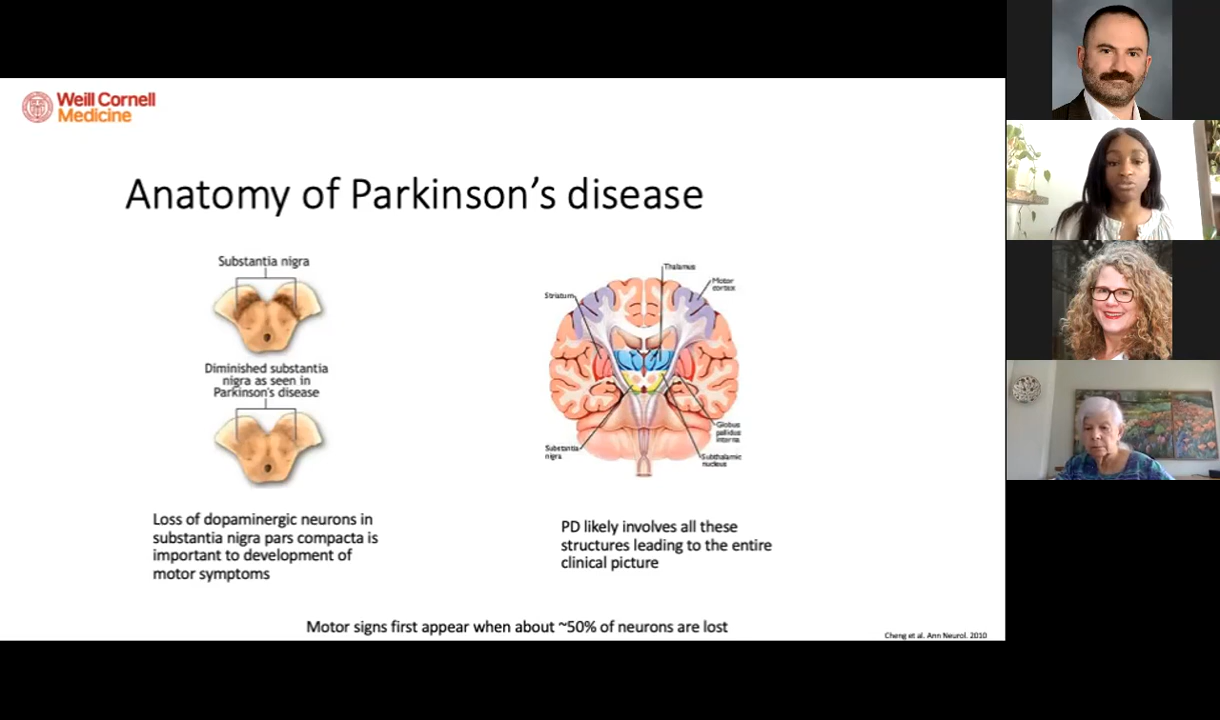 Weill Cornell
Medicine
Anatomy of Parkinson's disease
Substantia nigra
Diminished substantia
nigra as seen in
Parkinson's disease
Thalamus
Motor
cortex
Striatum
Globus
pallidus
interna
Substantia
nigra
Subthalamic
nucleus
Loss of dopaminergic neurons in
substantia nigra pars compacta is
important to development of
motor symptoms
PD likely involves all these
structures leading to the entire
clinical picture
Motor signs first appear when about ~50% of neurons are lost
Cheng et al. Ann Neurol. 2010